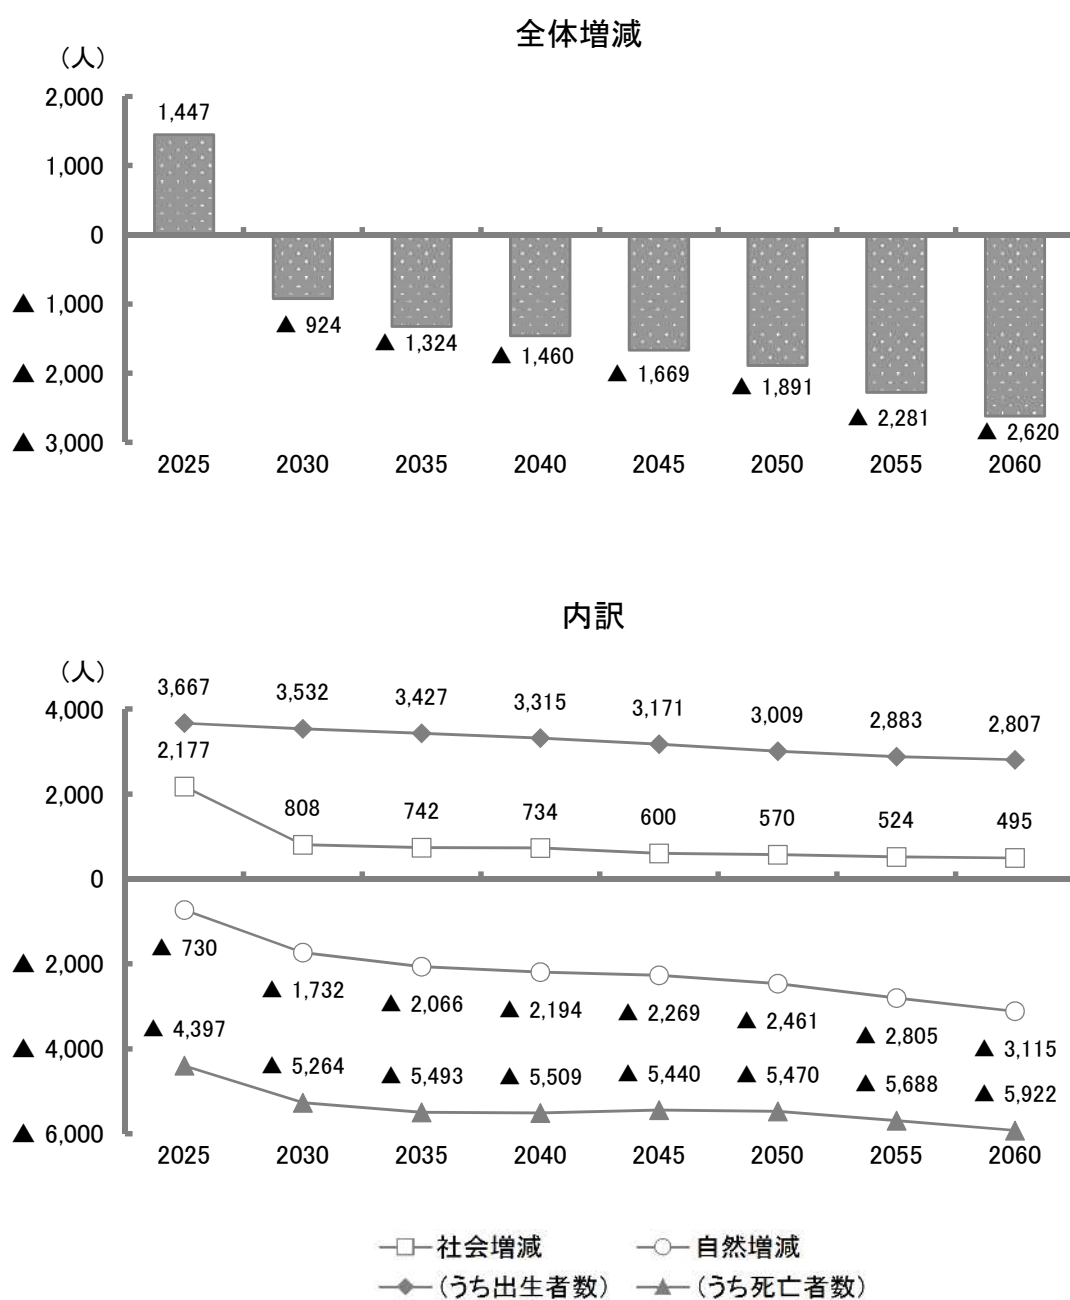 全体増減
(人)
2,000
1,000
0
▲ 1,000
▲ 2,000
▲ 3,000
1,447
▲ 924
▲ 1,324
▲ 1,460
▲ 1,669
▲ 1,891
▲ 2,281
▲ 2,620
2025 2030 2035 2040 2045 2050 2055 2060
内訳
(人)
4,000
2,000
0
▲ 2,000
▲ 4,000
▲ 6,000
3,667 3,532 3,427 3,315 3,171 3,009 2,883 2,807
2,177 808 742 734 600 570 524 495
▲ 730 ▲ 1,732 ▲ 2,066 ▲ 2,194 ▲ 2,269 ▲ 2,461 ▲ 2,805 ▲ 3,115
▲ 4,397 ▲ 5,264 ▲ 5,493 ▲ 5,509 ▲ 5,440 ▲ 5,470 ▲ 5,688 ▲ 5,922
2025 2030 2035 2040 2045 2050 2055 2060
社会増減 自然増減
(うち出生者数) (うち死亡者数)